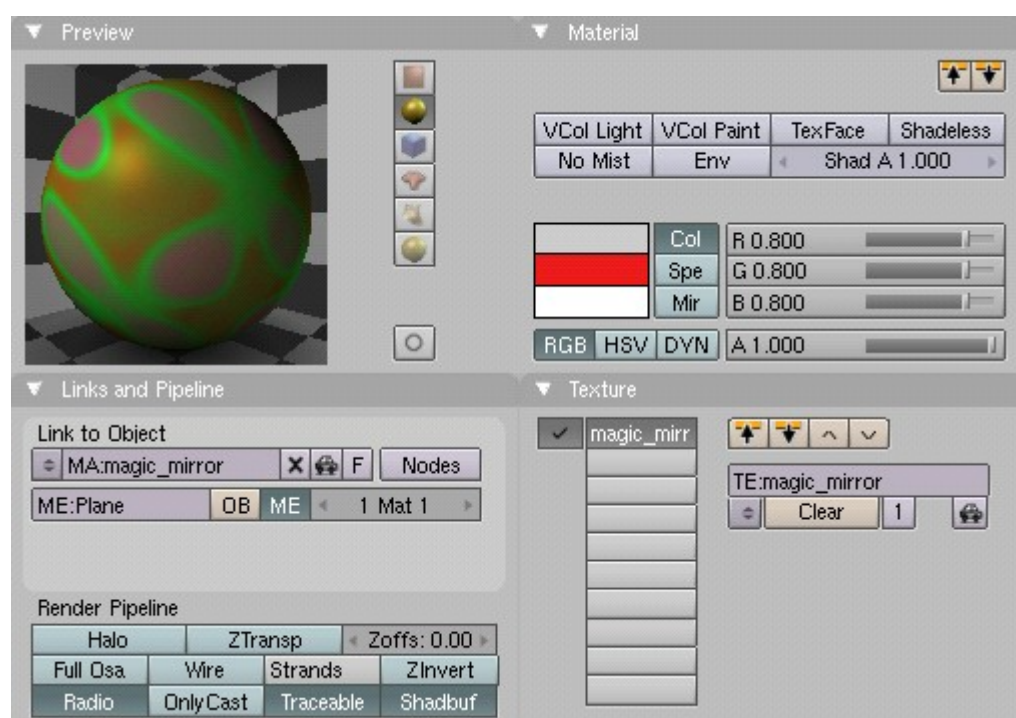 Preview
Material
VCol Light VCol Paint TexFace Shadeless
No Mist Env Shad A 1.000
Col R 0.800
Spe G 0.800
Mir B 0.800
RGB HSV DYN A 1.000
Links and Pipeline
Link to Object
MA:magic_mirror F Nodes
ME:Plane OB ME 1 Mat 1
Render Pipeline
Halo ZTransp Zoffs: 0.00
Full Osa Wire Strands ZInvert
Radio OnlyCast Traceable Shadbuf
Texture
magic_mirr
TE:magic_mirror
Clear 1